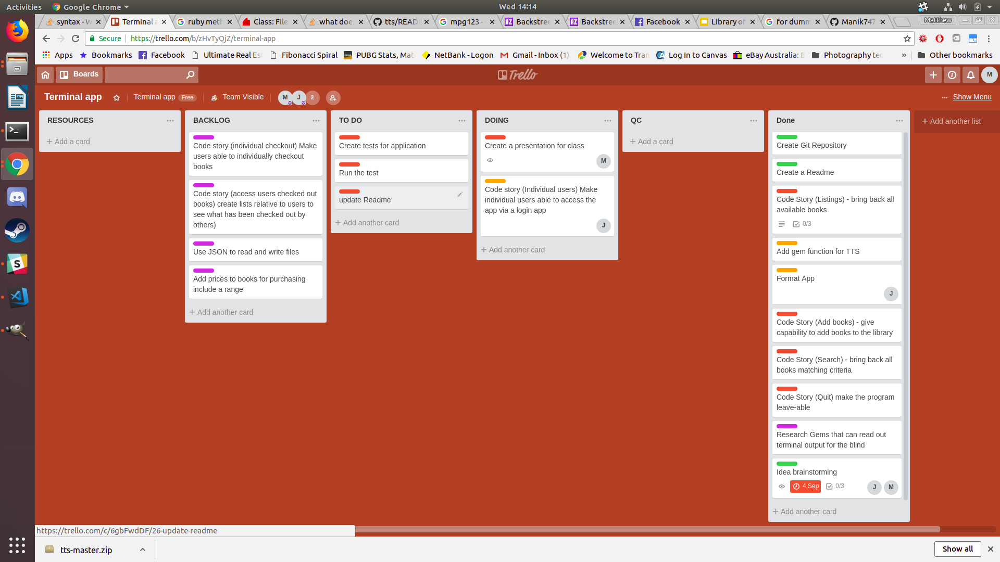 Activities
Google Chrome
Wed 14:14
syntax - W
Terminal a
ruby meth
Class: File
what does
tts/READM
mpg123 -
Backstree
Backstree
Facebook
Library of
for dumm
Manik747
Matthew
Secure
https://trello.com/b/zHvTyQjZ/terminal-app
Apps
Bookmarks
Facebook
Ultimate Real Es
Fibonacci Spiral
PUBG Stats, Mat
NetBank - Logon
Gmail - Inbox (1)
Welcome to Tran
Log In to Canvas
eBay Australia: B
Photography tec
»
Other bookmarks
Boards
Trello
M
Terminal app
Terminal app Free
Team Visible
M J 2
... Show Menu
RESOURCES
+ Add a card
BACKLOG
Code story (individual checkout) Make
users able to individually checkout
books
Code story (access users checked out
books) create lists relative to users to
see what has been checked out by
others)
Use JSON to read and write files
Add prices to books for purchasing
include a range
+ Add another card
TO DO
Create tests for application
Run the test
update Readme
+ Add another card
DOING
Create a presentation for class
M
Code story (Individual users) Make
individual users able to access the
app via a login app
J
+ Add another card
QC
+ Add a card
Done
Create Git Repository
Create a Readme
Code Story (Listings) - bring back all
available books
0/3
Add gem function for TTS
Format App
J
Code Story (Add books) - give
capability to add books to the library
Code Story (Search) - bring back all
books matching criteria
Code Story (Quit) make the program
leave-able
Research Gems that can read out
terminal output for the blind
Idea brainstorming
4 Sep
0/3
J M
+ Add another card
+ Add another list
https://trello.com/c/6gbFwdDF/26-update-readme
tts-master.zip
Show all